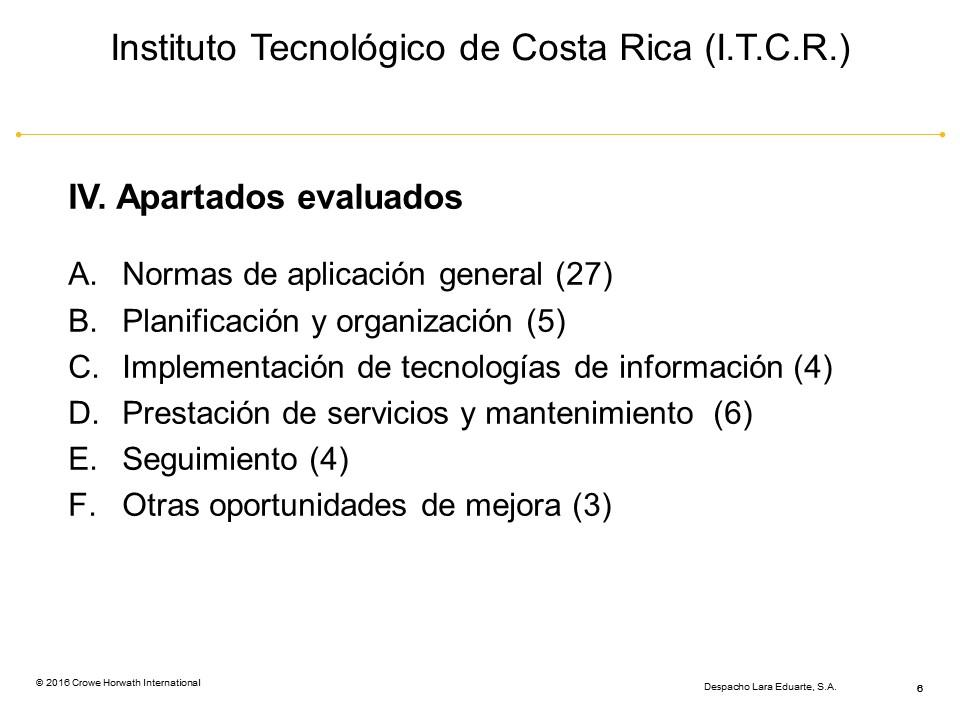 Instituto Tecnológico de Costa Rica (I.T.C.R.)
IV. Apartados evaluados
A. Normas de aplicación general (27)
B. Planificación y organización (5)
C. Implementación de tecnologías de información (4)
D. Prestación de servicios y mantenimiento (6)
E. Seguimiento (4)
F. Otras oportunidades de mejora (3)
© 2016 Crowe Horwath International
Despacho Lara Eduarte, S.A.
6